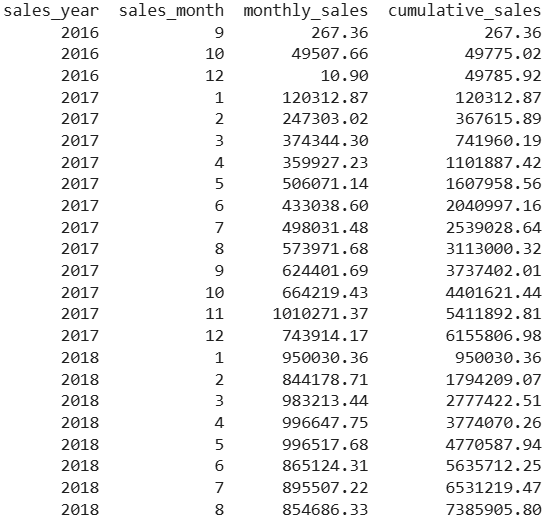 sales_year sales_month monthly_sales cumulative_sales
2016 9 267.36 267.36
2016 10 49507.66 49775.02
2016 12 10.90 49785.92
2017 1 120312.87 120312.87
2017 2 247303.02 367615.89
2017 3 374344.30 741960.19
2017 4 359927.23 1101887.42
2017 5 506071.14 1607958.56
2017 6 433038.60 2040997.16
2017 7 498031.48 2539028.64
2017 8 573971.68 3113000.32
2017 9 624401.69 3737402.01
2017 10 664219.43 4401621.44
2017 11 1010271.37 5411892.81
2017 12 743914.17 6155806.98
2018 1 950030.36 950030.36
2018 2 844178.71 1794209.07
2018 3 983213.44 2777422.51
2018 4 996647.75 3774070.26
2018 5 996517.68 4770587.94
2018 6 865124.31 5635712.25
2018 7 895507.22 6531219.47
2018 8 854686.33 7385905.80